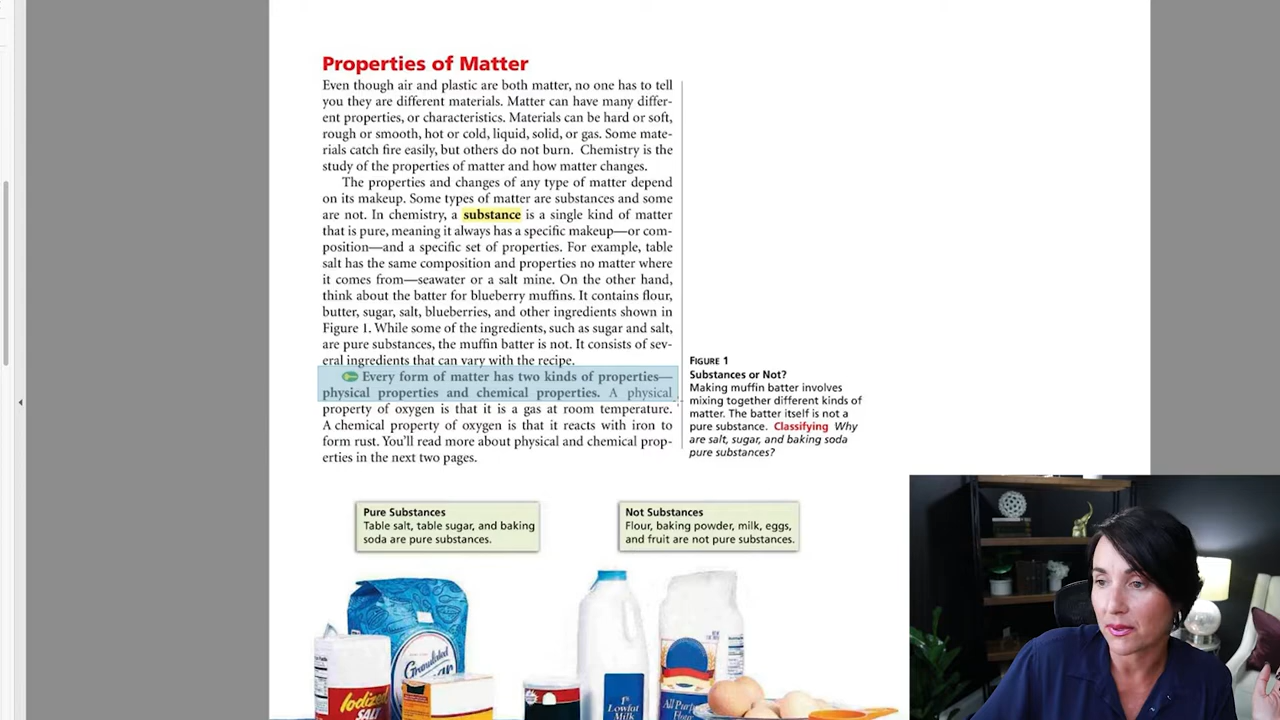 Properties of Matter
Even though air and plastic are both matter, no one has to tell
you they are different materials. Matter can have many differ-
ent properties, or characteristics. Materials can be hard or soft,
rough or smooth, hot or cold, liquid, solid, or gas. Some mate-
rials catch fire easily, but others do not burn. Chemistry is the
study of the properties of matter and how matter changes.
The properties and changes of any type of matter depend
on its makeup. Some types of matter are substances and some
are not. In chemistry, a substance is a single kind of matter
that is pure, meaning it always has a specific makeup—or com-
position—and a specific set of properties. For example, table
salt has the same composition and properties no matter where
it comes from—seawater or a salt mine. On the other hand,
think about the batter for blueberry muffins. It contains flour,
butter, sugar, salt, blueberries, and other ingredients shown in
Figure 1. While some of the ingredients, such as sugar and salt,
are pure substances, the muffin batter is not. It consists of sev-
eral ingredients that can vary with the recipe.
Every form of matter has two kinds of properties—
physical properties and chemical properties. A physical
property of oxygen is that it is a gas at room temperature.
A chemical property of oxygen is that it reacts with iron to
form rust. You'll read more about physical and chemical prop-
erties in the next two pages.
FIGURE 1
Substances or Not?
Making muffin batter involves
mixing together different kinds of
matter. The batter itself is not a
pure substance. Classifying Why
are salt, sugar, and baking soda
pure substances?
Pure Substances
Table salt, table sugar, and baking
soda are pure substances.
Not Substances
Flour, baking powder, milk, eggs,
and fruit are not pure substances.
Granulated
Iodized
SALT
1%
Lowfat
Milk
All Purpose
Flour